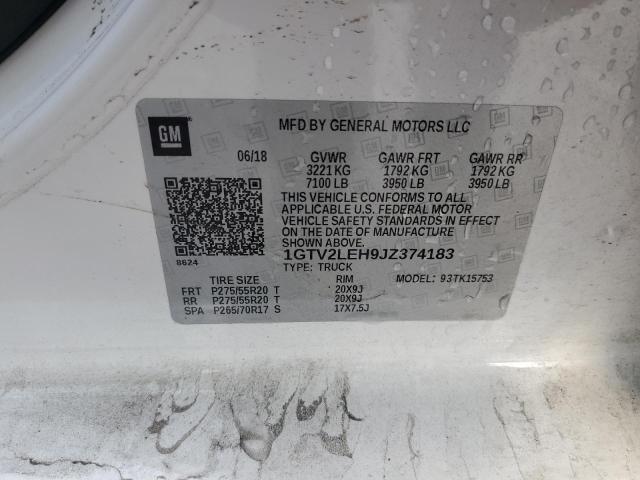 GM
MFD BY GENERAL MOTORS LLC
06/18 GVWR GAWR FRT GAWR RR
3221 KG 1792 KG 1792 KG
7100 LB 3950 LB 3950 LB
THIS VEHICLE CONFORMS TO ALL
APPLICABLE U.S. FEDERAL MOTOR
VEHICLE SAFETY STANDARDS IN EFFECT ON
THE DATE OF MANUFACTURE
SHOWN ABOVE.
1GTV2LEH9JZ374183
8624
TYPE: TRUCK MODEL: 93TK15753
TIRE SIZE RIM
FRT P275/55R20 T 20X9J
RR P275/55R20 T 20X9J
SPA P265/70R17 S 17X7.5J